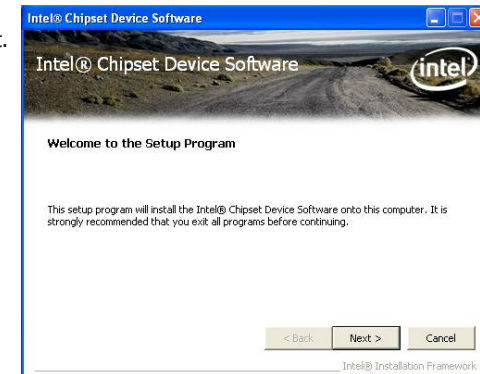 Intel® Chipset Device Software
t.
Intel® Chipset Device Software
intel
Welcome to the Setup Program
This setup program will install the Intel® Chipset Device Software onto this computer. It is
strongly recommended that you exit all programs before continuing.
< Back Next > Cancel
Intel® Installation Framework